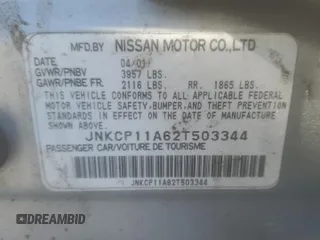 MFD.BY NISSAN MOTOR CO.,LTD
DATE 04/01
GVWR/PNBV 3957 LBS.
GAWR/PNBE FR. 2116 LBS. RR. 1865 LBS.
THIS VEHICLE CONFORMS TO ALL APPLICABLE FEDERAL
MOTOR VEHICLE SAFETY, BUMPER, AND THEFT PREVENTION
STANDARDS IN EFFECT ON THE DATE OF MANUFACTURE
SHOWN ABOVE.
JNKCP11A62T503344
PASSENGER CAR/VOITURE DE TOURISME
JNKCP11A62T503344